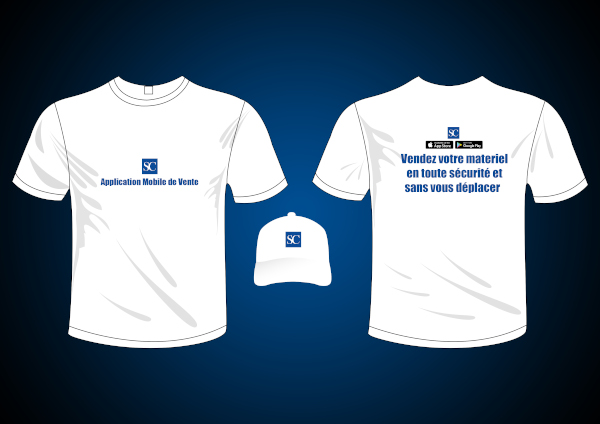 SC
Application Mobile de Vente
SC
SC
App Store Google Play
Vendez votre materiel
en toute sécurité et
sans vous déplacer